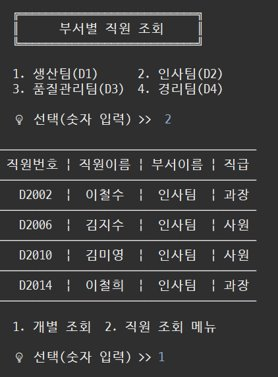 부서별 직원 조회
1. 생산팀(D1) 2. 인사팀(D2)
3. 품질관리팀(D3) 4. 경리팀(D4)
선택(숫자 입력) >> 2
직원번호 ¦ 직원이름 ¦ 부서이름 ¦ 직급
D2002 ¦ 이철수 ¦ 인사팀 ¦ 과장
D2006 ¦ 김지수 ¦ 인사팀 ¦ 사원
D2010 ¦ 김미영 ¦ 인사팀 ¦ 사원
D2014 ¦ 이철희 ¦ 인사팀 ¦ 과장
1. 개별 조회 2. 직원 조회 메뉴
선택(숫자 입력) >> 1